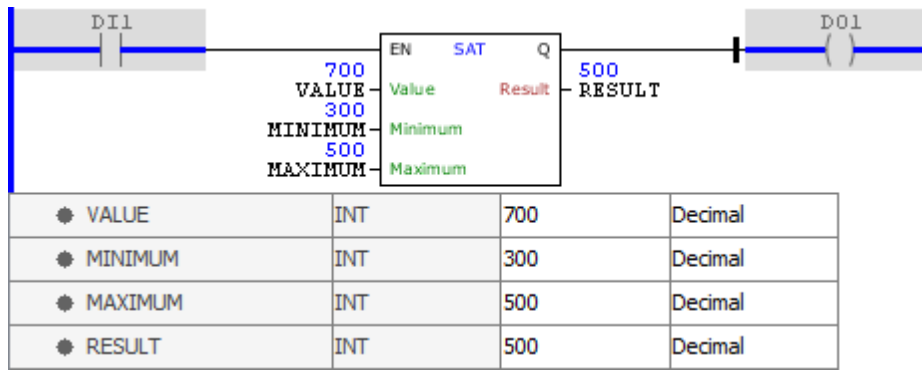 DI1 DO1
EN SAT Q
700 500
VALUE Value Result RESULT
300
MINIMUM Minimum
500
MAXIMUM Maximum
VALUE INT 700 Decimal
MINIMUM INT 300 Decimal
MAXIMUM INT 500 Decimal
RESULT INT 500 Decimal